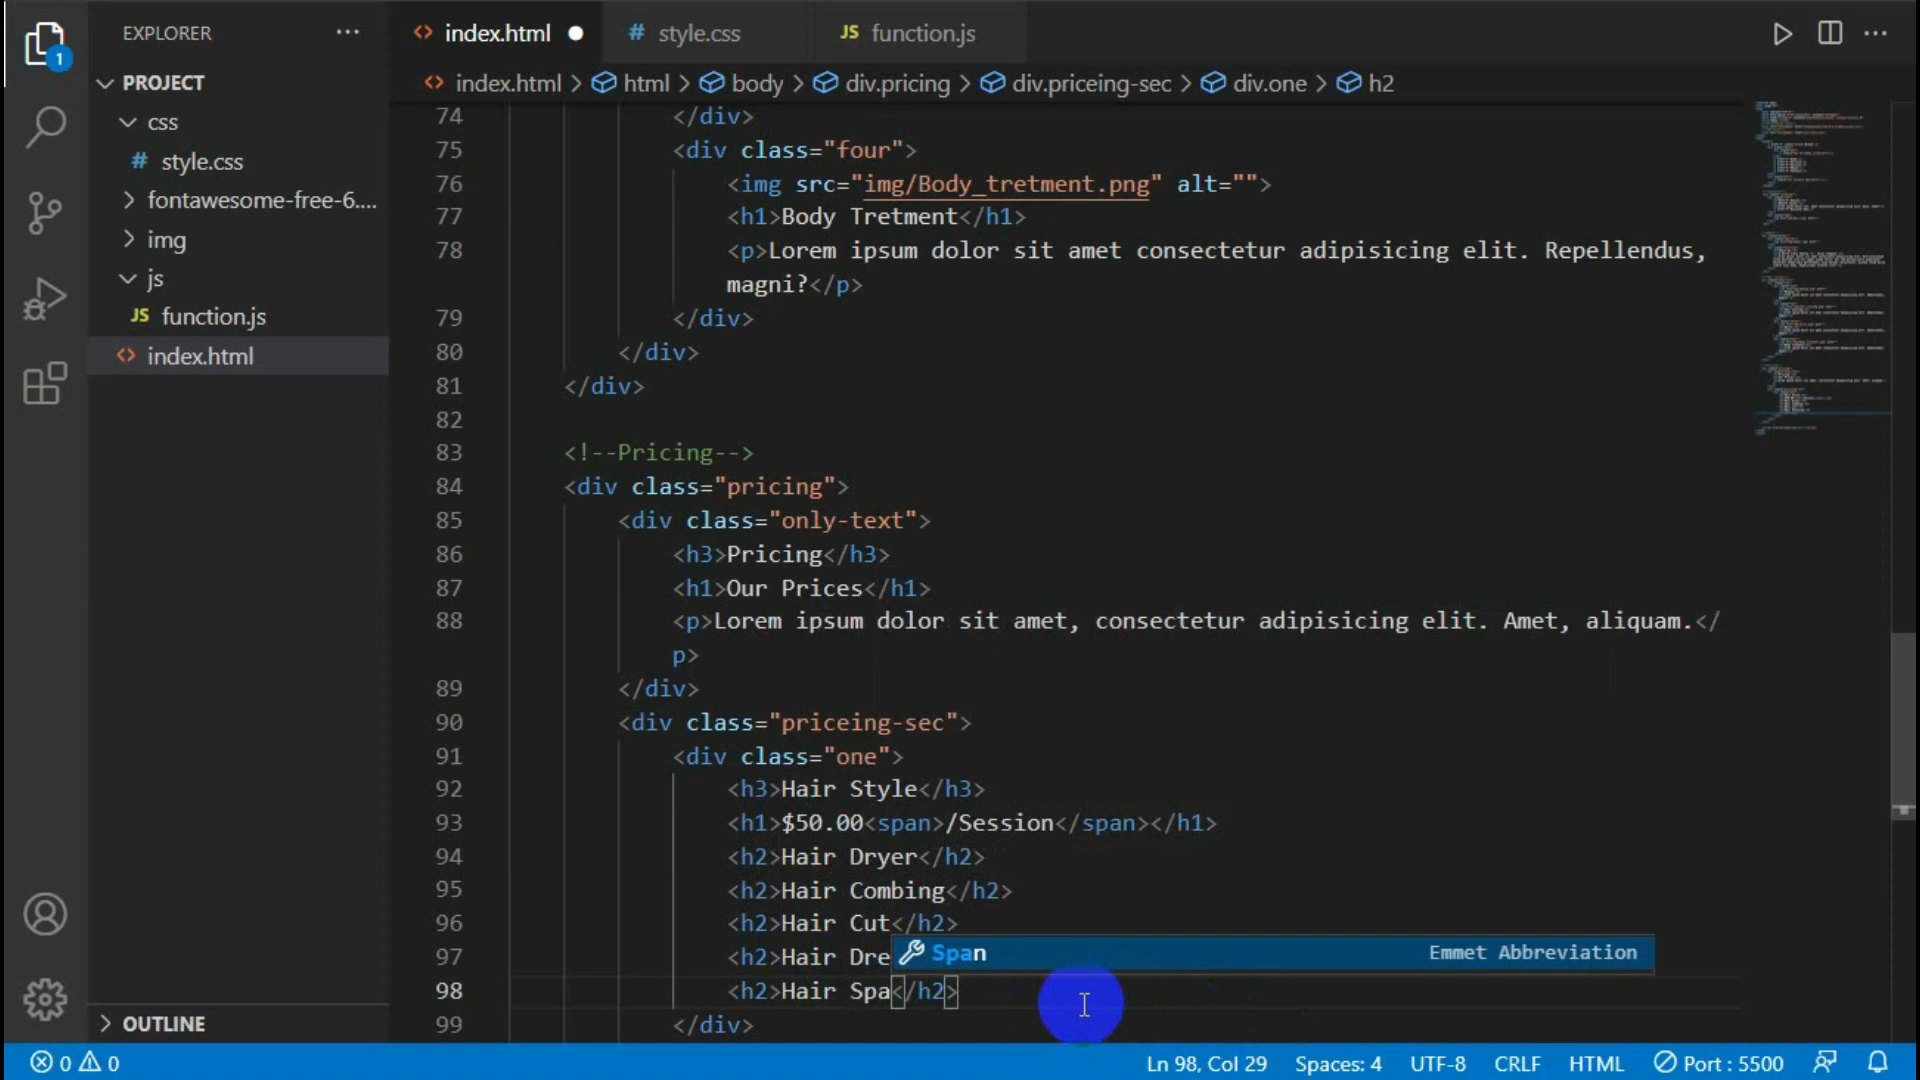 EXPLORER
index.html
style.css
JS function.js
1
PROJECT
index.html > html > body > div.pricing > div.priceing-sec > div.one > h2
css
# style.css
fontawesome-free-6....
img
js
JS function.js
index.html
OUTLINE
74 </div>
75 <div class="four">
76 <img src="img/Body_tretment.png" alt="">
77 <h1>Body Tretment</h1>
78 <p>Lorem ipsum dolor sit amet consectetur adipisicing elit. Repellendus,
magni?</p>
79 </div>
80 </div>
81 </div>
82
83 <!--Pricing-->
84 <div class="pricing">
85 <div class="only-text">
86 <h3>Pricing</h3>
87 <h1>Our Prices</h1>
88 <p>Lorem ipsum dolor sit amet, consectetur adipisicing elit. Amet, aliquam.</
p>
89 </div>
90 <div class="priceing-sec">
91 <div class="one">
92 <h3>Hair Style</h3>
93 <h1>$50.00<span>/Session</span></h1>
94 <h2>Hair Dryer</h2>
95 <h2>Hair Combing</h2>
96 <h2>Hair Cut</h2>
97 <h2>Hair Dre
Span Emmet Abbreviation
98 <h2>Hair Spa</h2>
99 </div>
0 0
Ln 98, Col 29 Spaces: 4 UTF-8 CRLF HTML Port : 5500